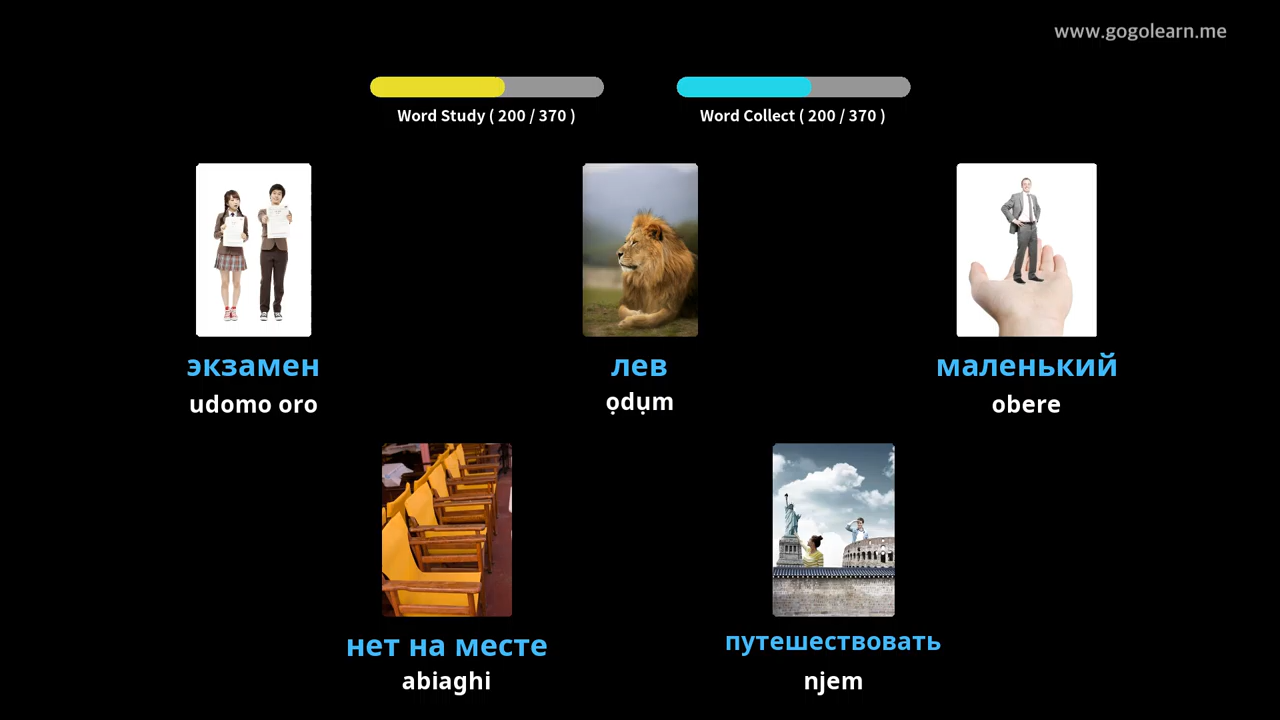 www.gogolearn.me
Word Study ( 200 / 370 )
Word Collect ( 200 / 370 )
экзамен
udomo oro
лев
ọdụm
маленький
obere
нет на месте
abiaghi
путешествовать
njem